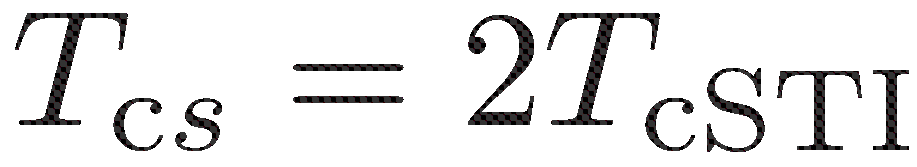 T_{cs} = 2T_{cSTI}